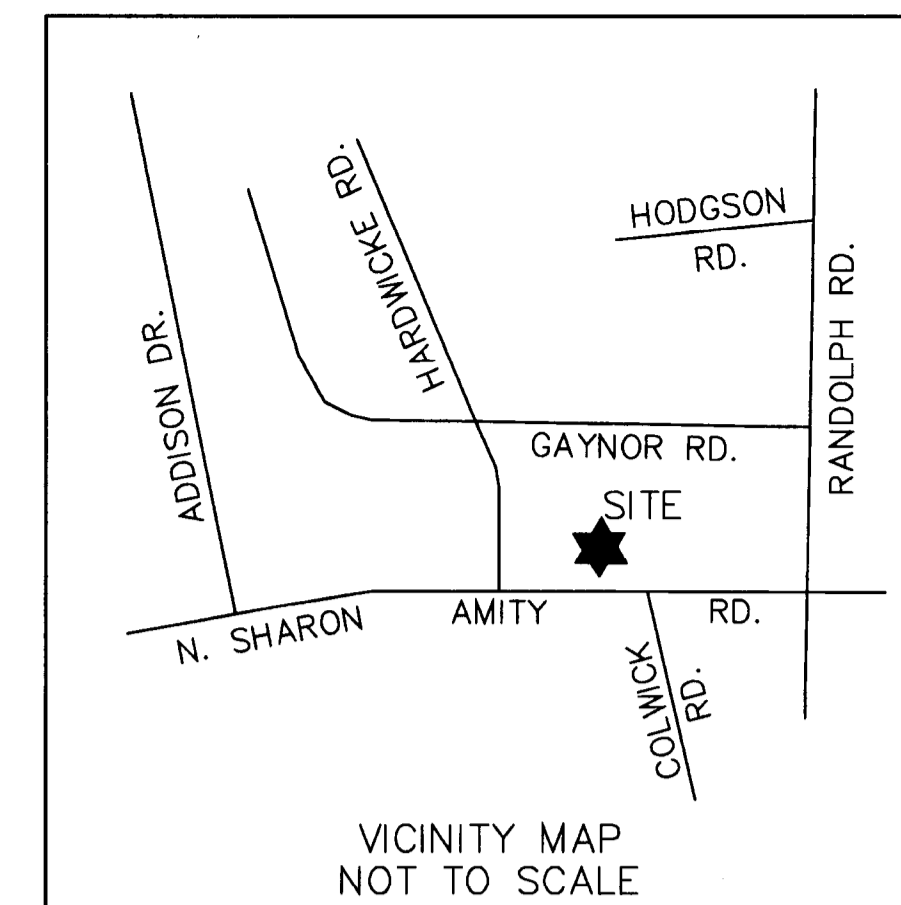 HARDWICKE RD.
HODGSON
RD.
RANDOLPH RD.
ADDISON DR.
GAYNOR RD.
SITE
N. SHARON AMITY RD.
COLWICK
RD.
VICINITY MAP
NOT TO SCALE